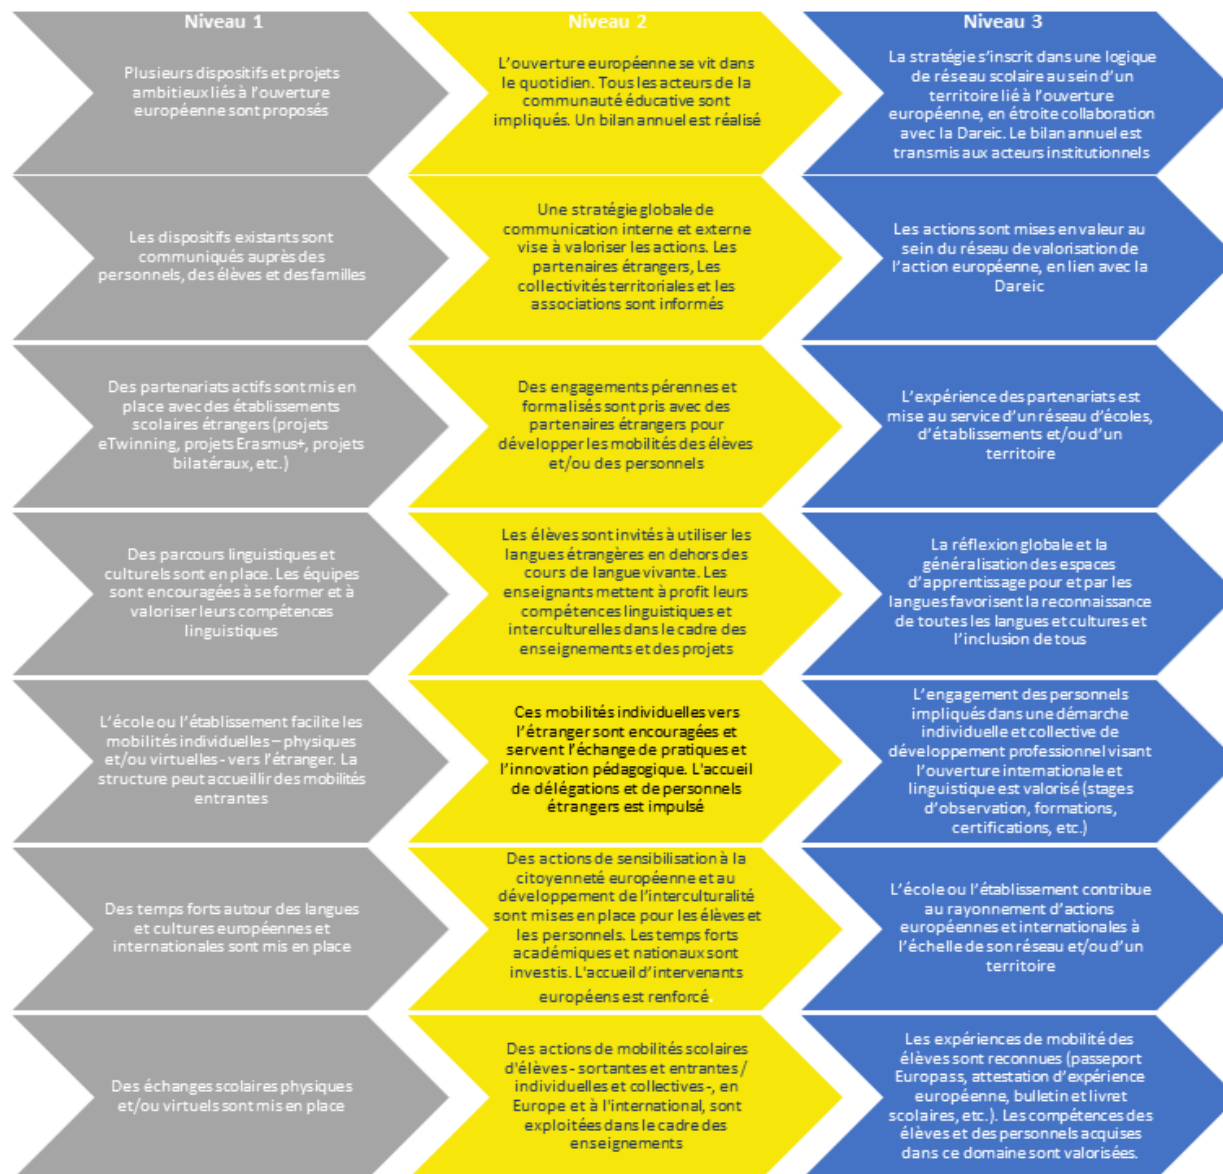 Niveau 1
Plusieurs dispositifs et projets
ambitieux liés à l’ouverture
européenne sont proposés
Niveau 2
L’ouverture européenne se vit dans
le quotidien. Tous les acteurs de la
communauté éducative sont
impliqués. Un bilan annuel est réalisé
Niveau 3
La stratégie s’inscrit dans une logique
de réseau scolaire au sein d’un
territoire lié à l’ouverture
européenne, en étroite collaboration
avec la Dareic. Le bilan annuel est
transmis aux acteurs institutionnels
Les dispositifs existants sont
communiqués auprès des
personnels, des élèves et des familles
Une stratégie globale de
communication interne et externe
vise à valoriser les actions. Les
partenaires étrangers, Les
collectivités territoriales et les
associations sont informés
Les actions sont mises en valeur au
sein du réseau de valorisation de
l’action européenne, en lien avec la
Dareic
Des partenariats actifs sont mis en
place avec des établissements
scolaires étrangers (projets
eTwinning, projets Erasmus+, projets
bilatéraux, etc.)
Des engagements pérennes et
formalisés sont pris avec des
partenaires étrangers pour
développer les mobilités des élèves
et/ou des personnels
L’expérience des partenariats est
mise au service d’un réseau d’écoles,
d’établissements et/ou d’un
territoire
Des parcours linguistiques et
culturels sont en place. Les équipes
sont encouragées à se former et à
valoriser leurs compétences
linguistiques
Les élèves sont invités à utiliser les
langues étrangères en dehors des
cours de langue vivante. Les
enseignants mettent à profit leurs
compétences linguistiques et
interculturelles dans le cadre des
enseignements et des projets
La réflexion globale et la
généralisation des espaces
d’apprentissage pour et par les
langues favorisent la reconnaissance
de toutes les langues et cultures et
l’inclusion de tous
L’école ou l’établissement facilite les
mobilités individuelles – physiques
et/ou virtuelles - vers l’étranger. La
structure peut accueillir des mobilités
entrantes
Ces mobilités individuelles vers
l’étranger sont encouragées et
servent l’échange de pratiques et
l’innovation pédagogique. L'accueil
de délégations et de personnels
étrangers est impulsé
L’engagement des personnels
impliqués dans une démarche
individuelle et collective de
développement professionnel visant
l’ouverture internationale et
linguistique est valorisé (stages
d’observation, formations,
certifications, etc.)
Des temps forts autour des langues
et cultures européennes et
internationales sont mis en place
Des actions de sensibilisation à la
citoyenneté européenne et au
développement de l’interculturalité
sont mises en place pour les élèves et
les personnels. Les temps forts
académiques et nationaux sont
investis. L'accueil d’intervenants
européens est renforcé.
L’école ou l’établissement contribue
au rayonnement d’actions
européennes et internationales à
l’échelle de son réseau et/ou d’un
territoire
Des échanges scolaires physiques
et/ou virtuels sont mis en place
Des actions de mobilités scolaires
d'élèves - sortantes et entrantes /
individuelles et collectives -, en
Europe et à l'international, sont
exploitées dans le cadre des
enseignements
Les expériences de mobilité des
élèves sont reconnues (passeport
Europass, attestation d’expérience
européenne, bulletin et livret
scolaires, etc.). Les compétences des
élèves et des personnels acquises
dans ce domaine sont valorisées.